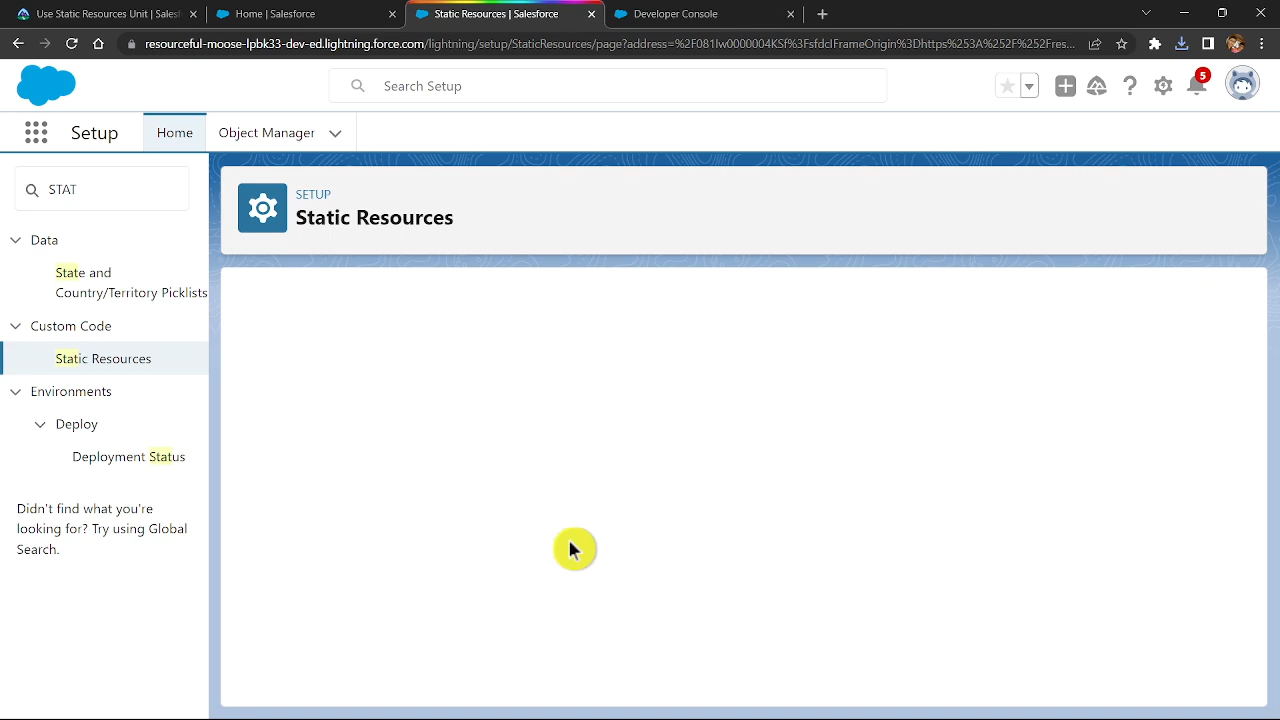 Use Static Resources Unit | Salesf
Home | Salesforce
Static Resources | Salesforce
Developer Console
resourceful-moose-lpbk33-dev-ed.lightning.force.com/lightning/setup/StaticResources/page?address=%2F081Iw0000004KSf%3FsfdcIFrameOrigin%3Dhttps%253A%252F%252Fres...
Search Setup
5
Setup
Home
Object Manager
STAT
SETUP
Static Resources
Data
State and
Country/Territory Picklists
Custom Code
Static Resources
Environments
Deploy
Deployment Status
Didn't find what you're
looking for? Try using Global
Search.